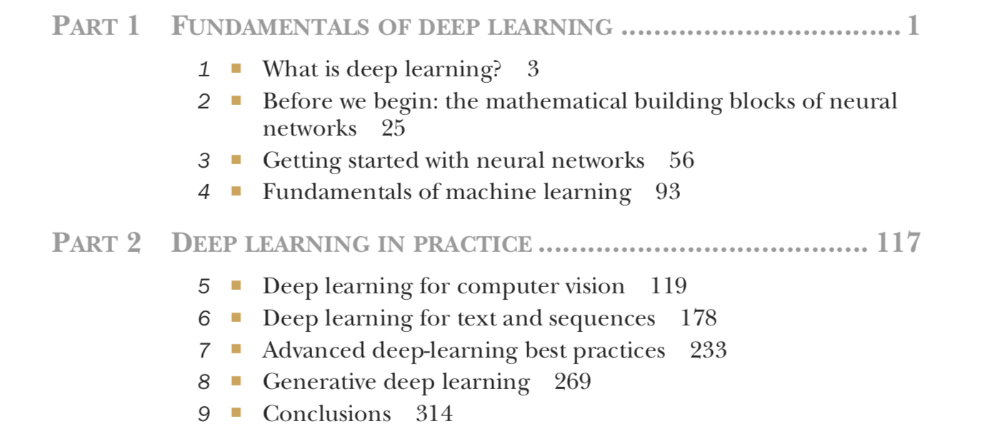 PART 1 FUNDAMENTALS OF DEEP LEARNING .................................. 1
1 ■ What is deep learning? 3
2 ■ Before we begin: the mathematical building blocks of neural
networks 25
3 ■ Getting started with neural networks 56
4 ■ Fundamentals of machine learning 93
PART 2 DEEP LEARNING IN PRACTICE ........................................ 117
5 ■ Deep learning for computer vision 119
6 ■ Deep learning for text and sequences 178
7 ■ Advanced deep-learning best practices 233
8 ■ Generative deep learning 269
9 ■ Conclusions 314